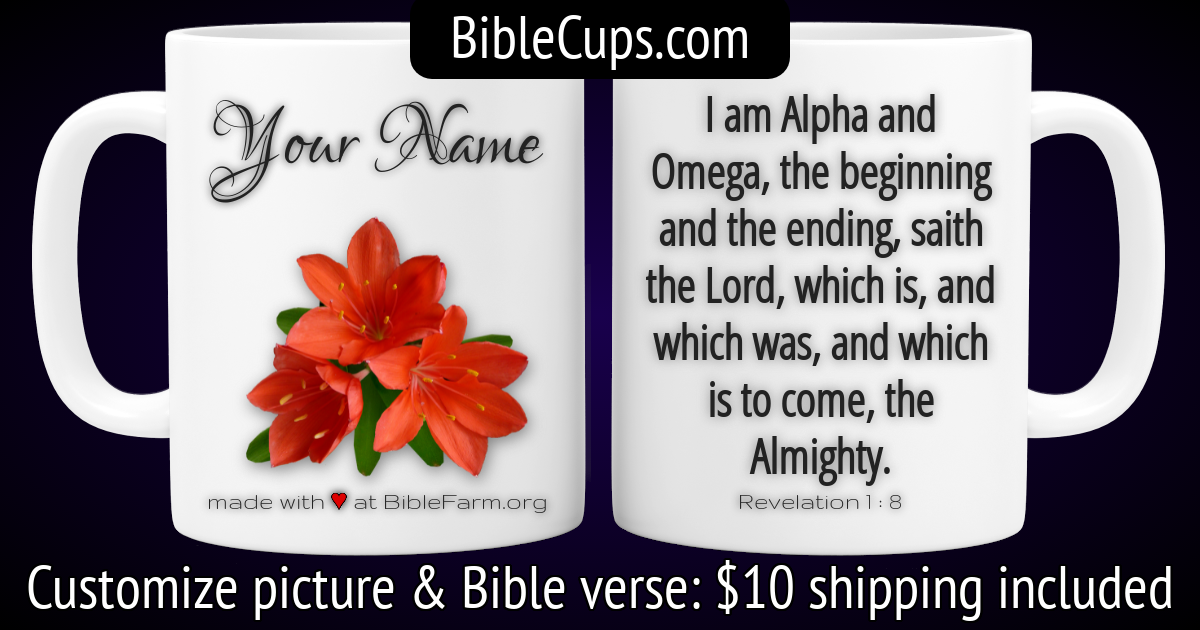 BibleCups.com
Your Name
made with ♥ at BibleFarm.org
I am Alpha and
Omega, the beginning
and the ending, saith
the Lord, which is, and
which was, and which
is to come, the
Almighty.
Revelation 1 : 8
Customize picture & Bible verse: $10 shipping included